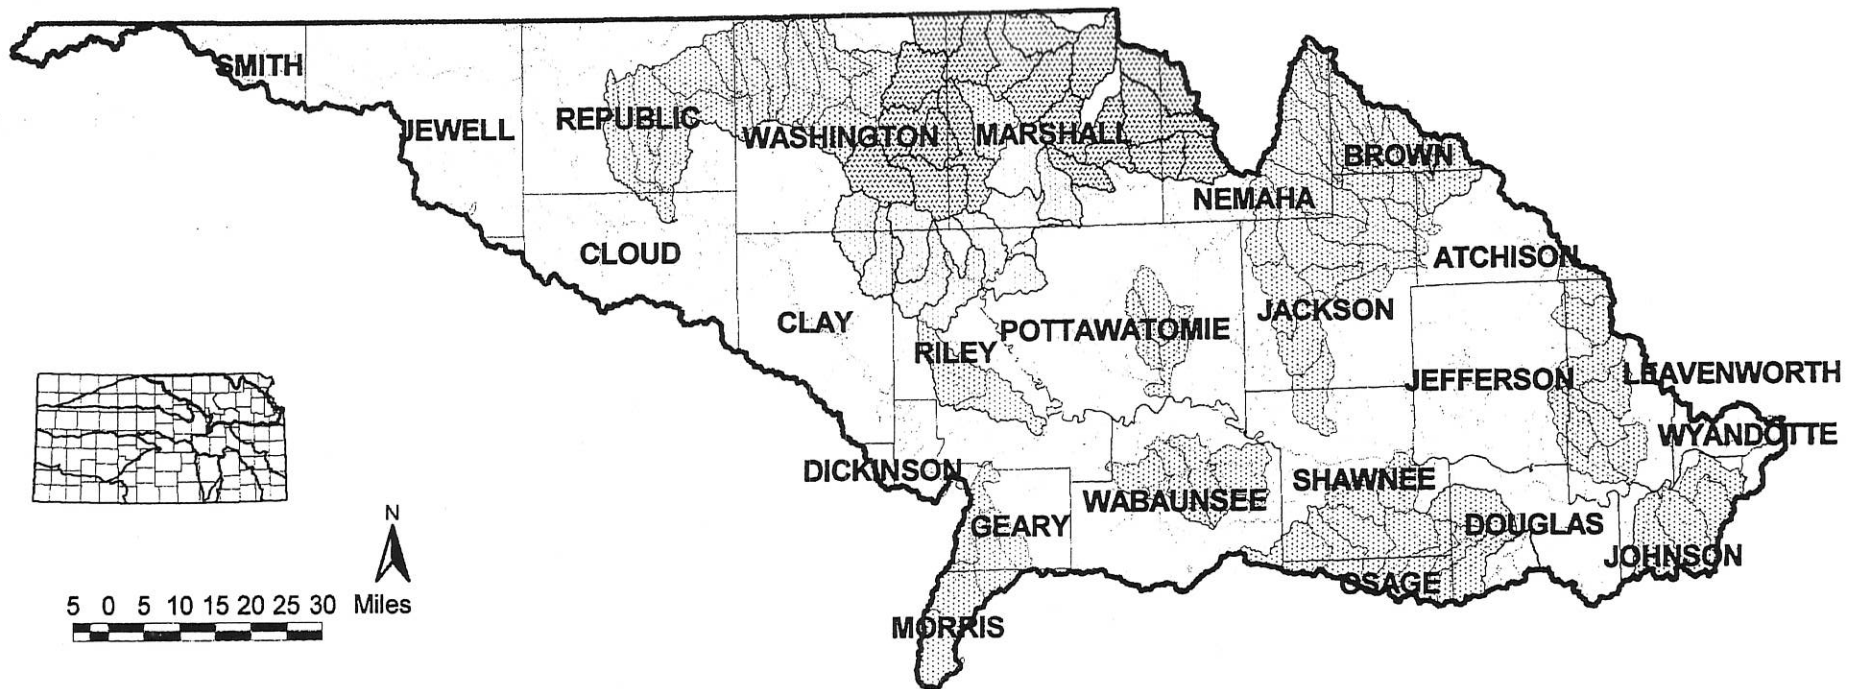 SMITH
JEWELL
REPUBLIC
WASHINGTON
MARSHALL
BROWN
NEMAHA
CLOUD
ATCHISON
CLAY
RILEY
POTTAWATOMIE
JACKSON
JEFFERSON
LEAVENWORTH
WYANDOTTE
DICKINSON
WABAUNSEE
SHAWNEE
GEARY
DOUGLAS
JOHNSON
OSAGE
MORRIS
N
5 0 5 10 15 20 25 30 Miles